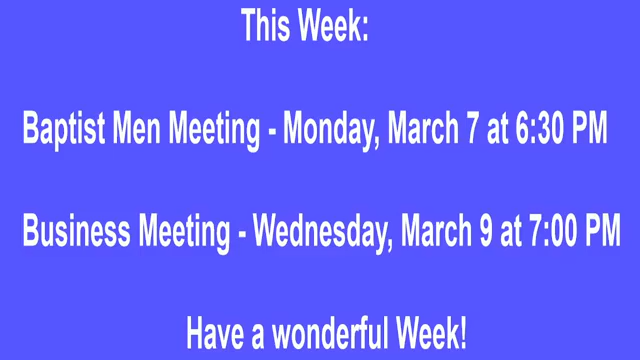 This Week:
Baptist Men Meeting - Monday, March 7 at 6:30 PM
Business Meeting - Wednesday, March 9 at 7:00 PM
Have a wonderful Week!